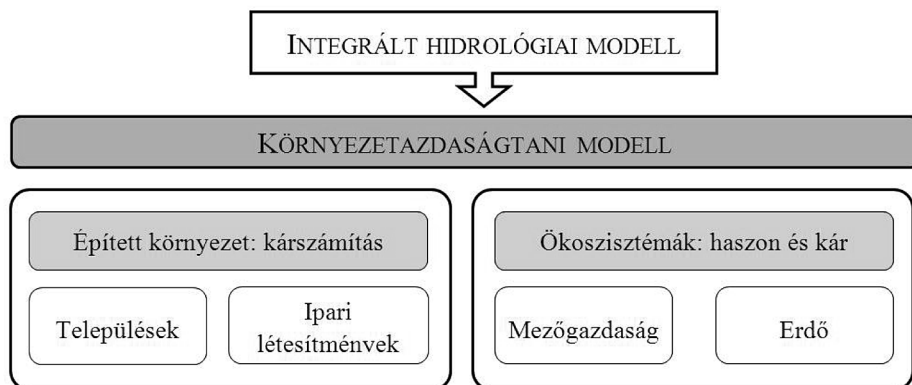 INTEGRÁLT HIDROLÓGIAI MODELL
KÖRNYEZETAZDASÁGTANI MODELL
Épített környezet: kárszámítás
Ökoszisztémák: haszon és kár
Települések
Ipari
létesítmények
Mezőgazdaság
Erdő